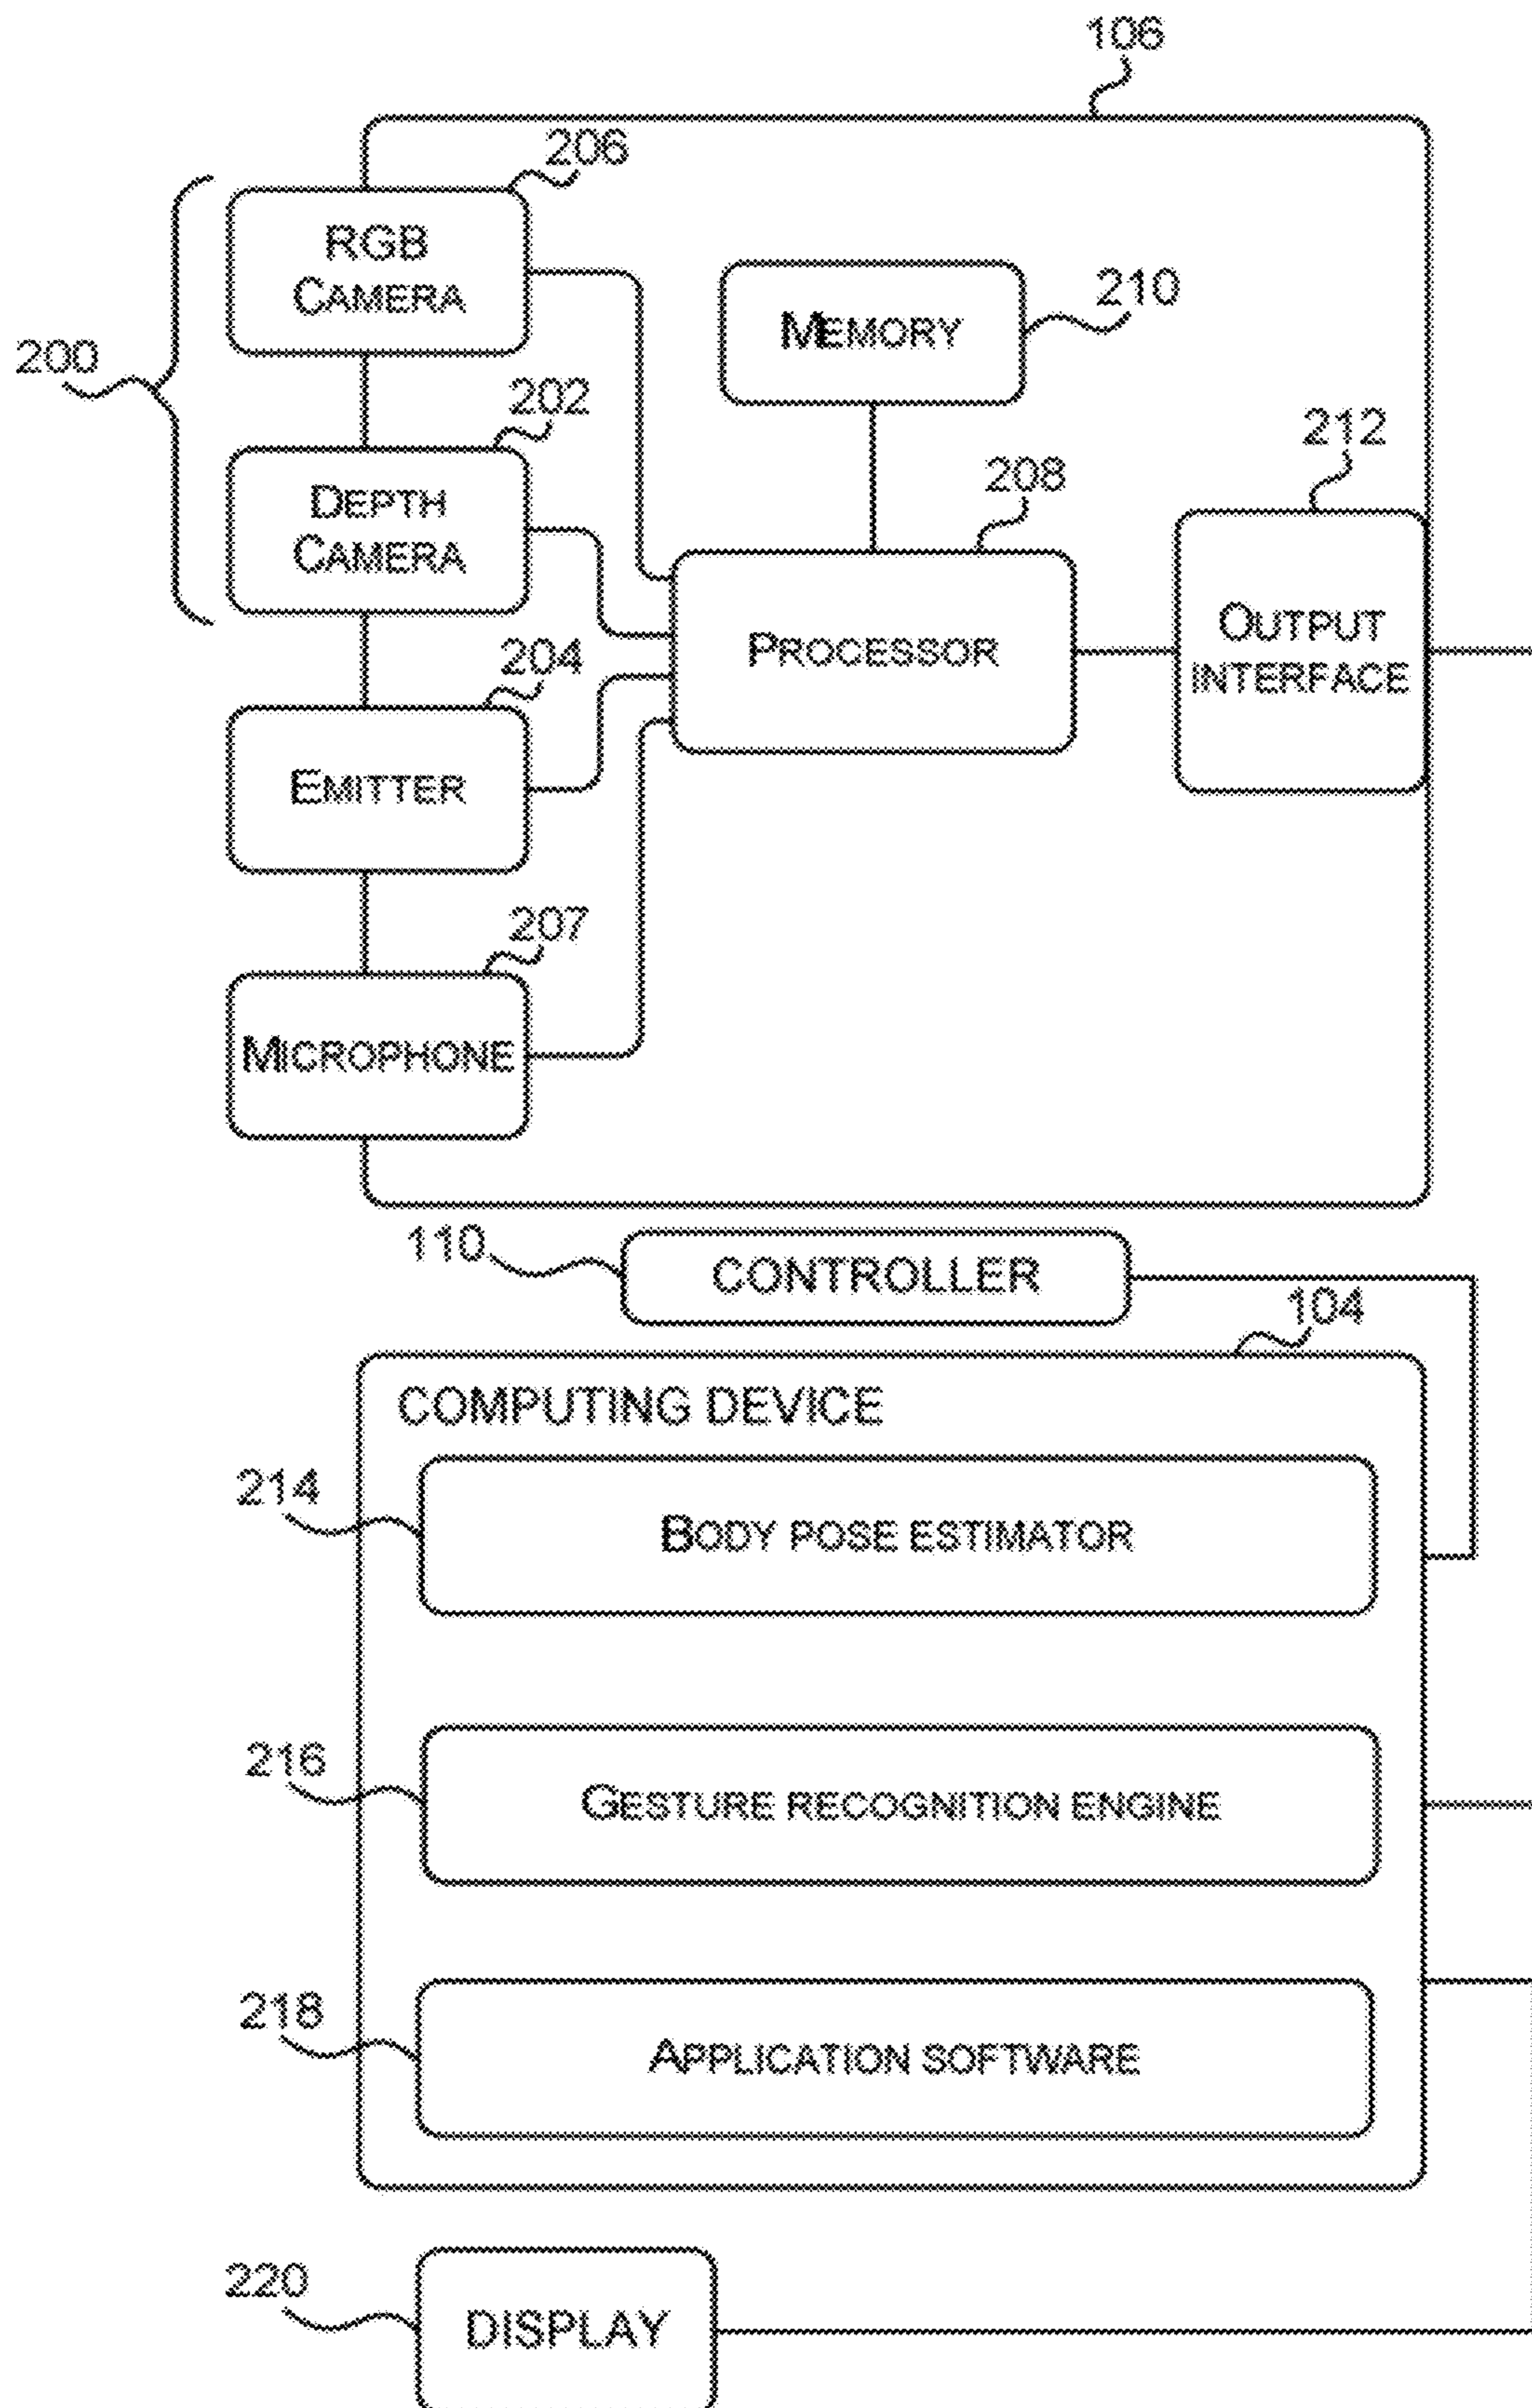 106
206
RGB
CAMERA
210
MEMORY
200
202
212
DEPTH
CAMERA
208
OUTPUT
INTERFACE
PROCESSOR
204
EMITTER
207
MICROPHONE
110
CONTROLLER
104
COMPUTING DEVICE
214
BODY POSE ESTIMATOR
216
GESTURE RECOGNITION ENGINE
218
APPLICATION SOFTWARE
220
DISPLAY